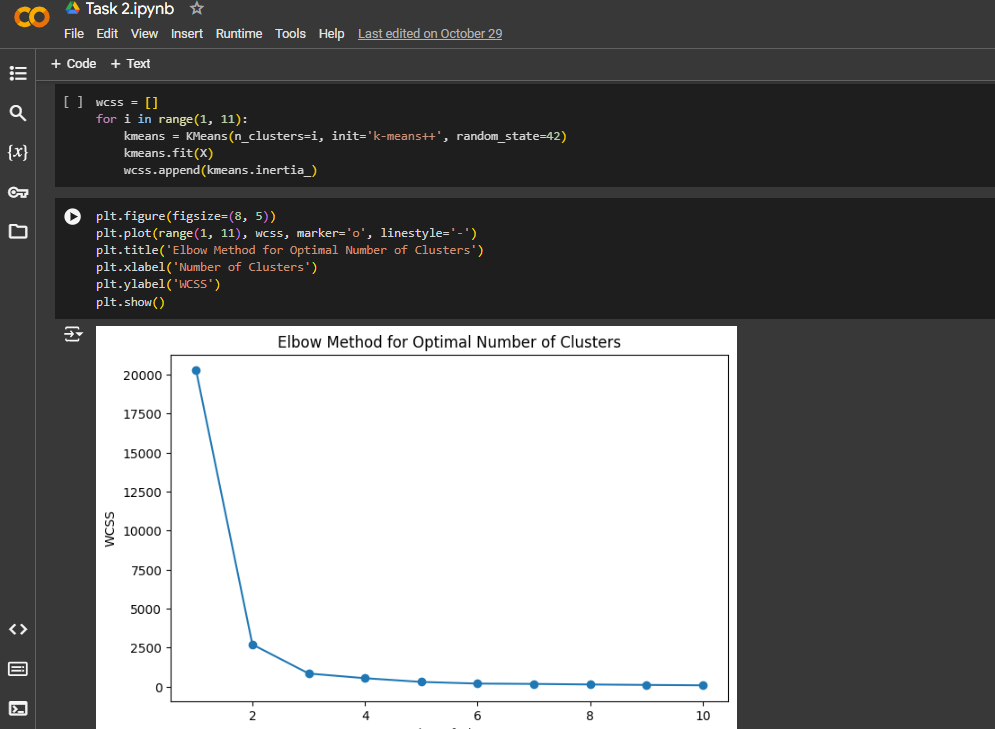 Task 2.ipynb
File Edit View Insert Runtime Tools Help Last edited on October 29
+ Code + Text
[ ] wcss = []
for i in range(1, 11):
    kmeans = KMeans(n_clusters=i, init='k-means++', random_state=42)
    kmeans.fit(X)
    wcss.append(kmeans.inertia_)
{x}
plt.figure(figsize=(8, 5))
plt.plot(range(1, 11), wcss, marker='o', linestyle='-')
plt.title('Elbow Method for Optimal Number of Clusters')
plt.xlabel('Number of Clusters')
plt.ylabel('WCSS')
plt.show()
Elbow Method for Optimal Number of Clusters
20000
17500
15000
12500
10000
7500
5000
2500
0
WCSS
2 4 6 8 10